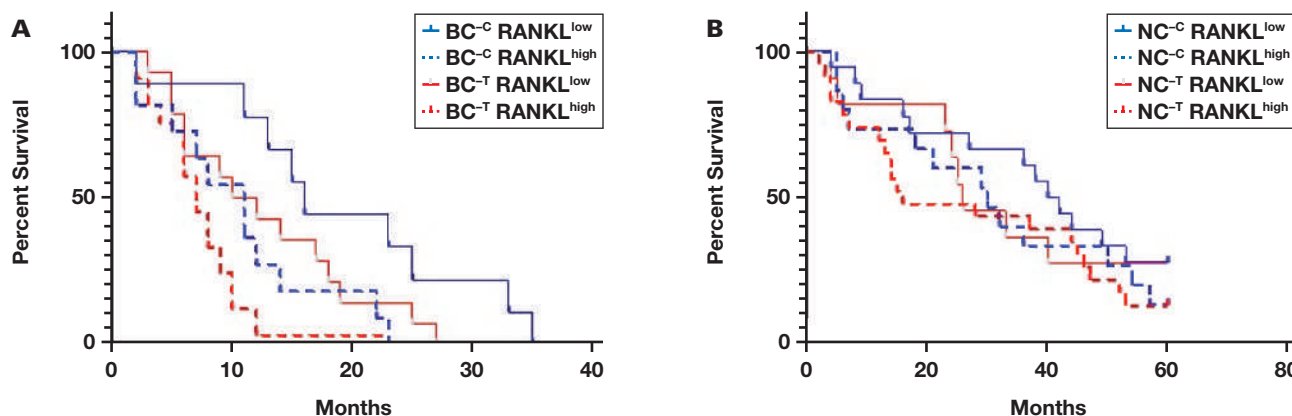 A
BC⁻ᶜ RANKLˡᵒʷ
BC⁻ᶜ RANKLʰⁱᵍʰ
BC⁻ᵀ RANKLˡᵒʷ
BC⁻ᵀ RANKLʰⁱᵍʰ
100
50
0
Percent Survival
0 10 20 30 40
Months
B
NC⁻ᶜ RANKLˡᵒʷ
NC⁻ᶜ RANKLʰⁱᵍʰ
NC⁻ᵀ RANKLˡᵒʷ
NC⁻ᵀ RANKLʰⁱᵍʰ
100
50
0
Percent Survival
0 20 40 60 80
Months